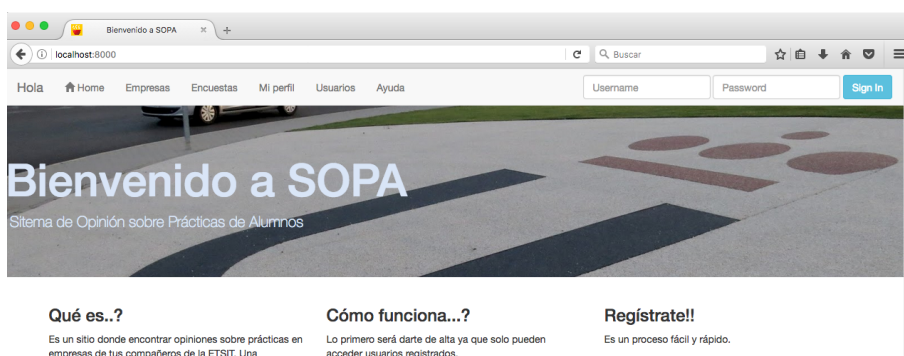 Bienvenido a SOPA
localhost:8000
Buscar
Hola Home Empresas Encuestas Mi perfil Usuarios Ayuda Username Password Sign In
Bienvenido a SOPA
Sitema de Opinión sobre Prácticas de Alumnos
Qué es..?
Es un sitio donde encontrar opiniones sobre prácticas en
empresas de tus compañeros de la ETSIT. Una
Cómo funciona...?
Lo primero será darte de alta ya que solo pueden
acceder usuarios registrados.
Regístrate!!
Es un proceso fácil y rápido.